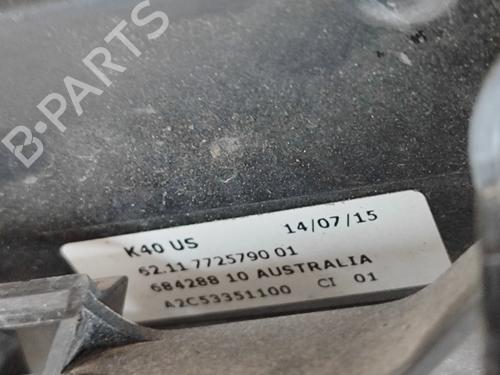 B-PARTS
K40 US 14/07/15
62.11 7725790 01
684288 10 AUSTRALIA
A2C53351100 CI 01